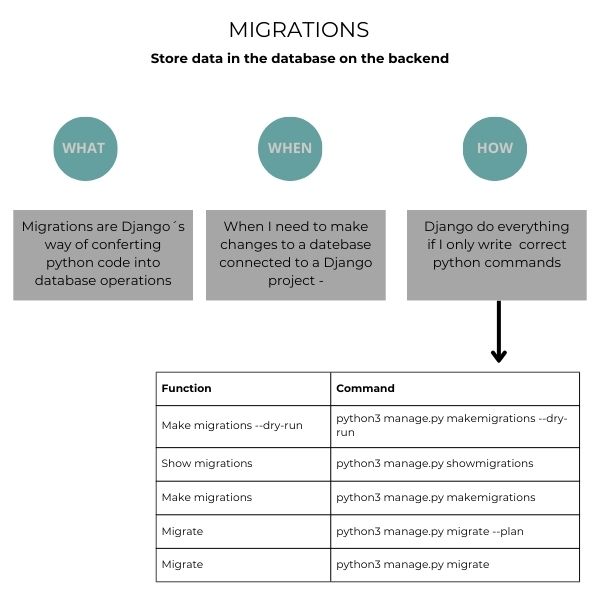 MIGRATIONS
Store data in the database on the backend
WHAT
WHEN
HOW
Migrations are Django´s
way of conferting
python code into
database operations
When I need to make
changes to a datebase
connected to a Django
project -
Django do everything
if I only write correct
python commands
Function
Command
Make migrations --dry-run
python3 manage.py makemigrations --dry-
run
Show migrations
python3 manage.py showmigrations
Make migrations
python3 manage.py makemigrations
Migrate
python3 manage.py migrate --plan
Migrate
python3 manage.py migrate